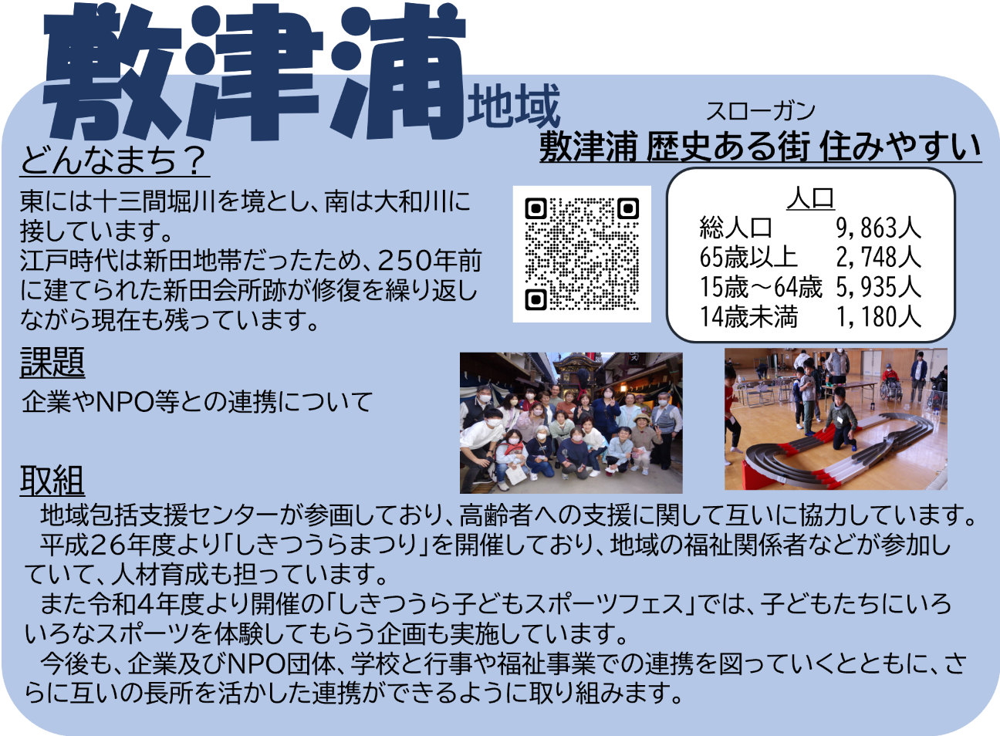 敷津浦地域
スローガン
敷津浦 歴史ある街 住みやすい
どんなまち？
東には十三間堀川を境とし、南は大和川に
接しています。
江戸時代は新田地帯だったため、２５０年前
に建てられた新田会所跡が修復を繰り返し
ながら現在も残っています。
人口
総人口 9,863人
65歳以上 2,748人
15歳～64歳 5,935人
14歳未満 1,180人
課題
企業やNPO等との連携について
取組
　地域包括支援センターが参画しており、高齢者への支援に関して互いに協力しています。
　平成２６年度より「しきつうらまつり」を開催しており、地域の福祉関係者などが参加し
ていて、人材育成も担っています。
　また令和４年度より開催の「しきつうら子どもスポーツフェス」では、子どもたちにいろ
いろなスポーツを体験してもらう企画も実施しています。
　今後も、企業及びNPO団体、学校と行事や福祉事業での連携を図っていくとともに、さ
らに互いの長所を活かした連携ができるように取り組みます。